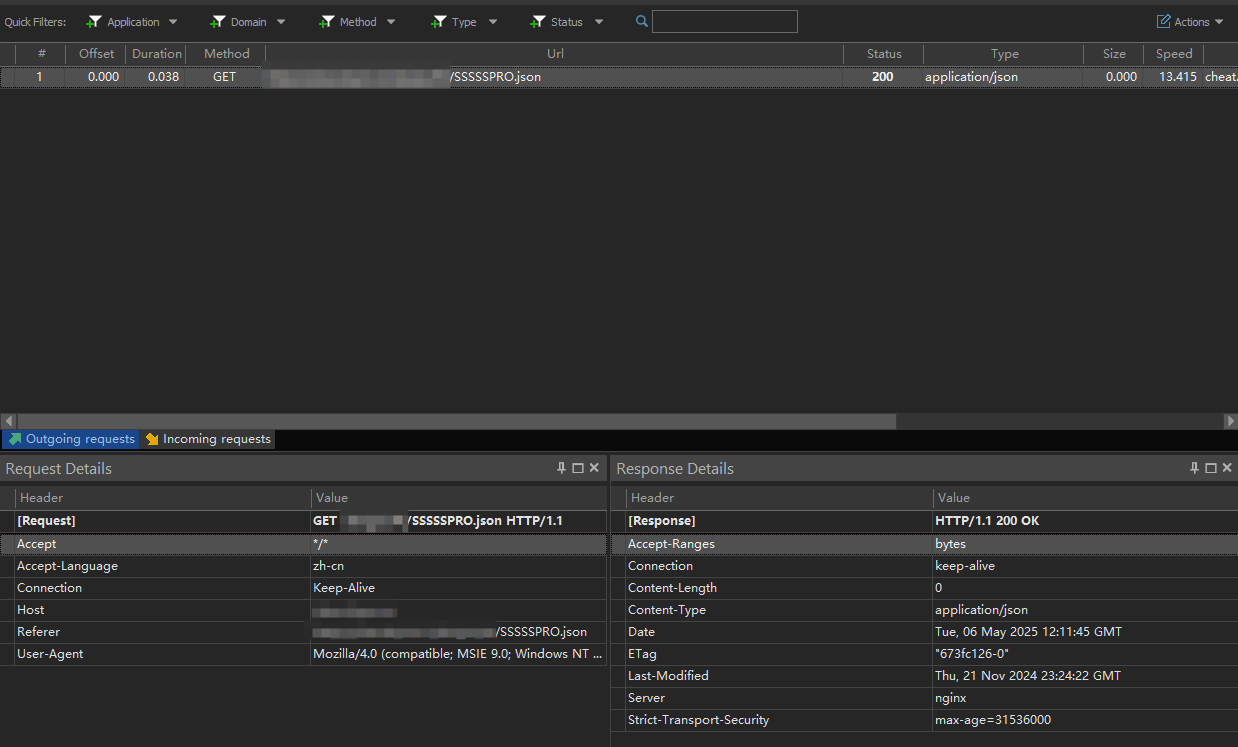 Quick Filters: Application Domain Method Type Status Actions
# Offset Duration Method Url Status Type Size Speed
1 0.000 0.038 GET /SSSSSPRO.json 200 application/json 0.000 13.415 cheat.
Outgoing requests Incoming requests
Request Details
Header Value
[Request] GET /SSSSSPRO.json HTTP/1.1
Accept */*
Accept-Language zh-cn
Connection Keep-Alive
Host
Referer /SSSSSPRO.json
User-Agent Mozilla/4.0 (compatible; MSIE 9.0; Windows NT ...
Response Details
Header Value
[Response] HTTP/1.1 200 OK
Accept-Ranges bytes
Connection keep-alive
Content-Length 0
Content-Type application/json
Date Tue, 06 May 2025 12:11:45 GMT
ETag "673fc126-0"
Last-Modified Thu, 21 Nov 2024 23:24:22 GMT
Server nginx
Strict-Transport-Security max-age=31536000